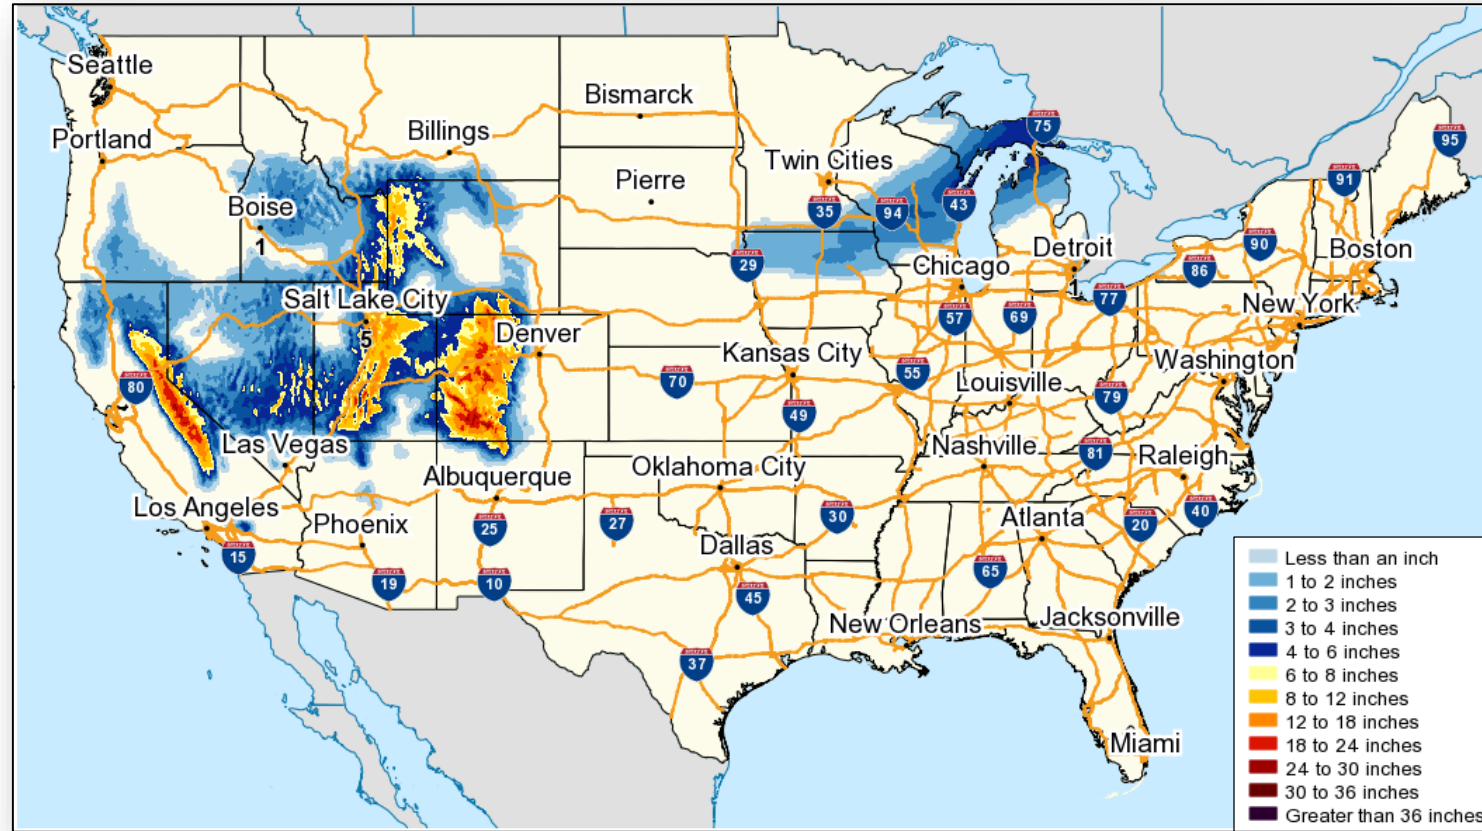 Seattle
75
95
Bismarck
Portland
Billings
Twin Cities
Pierre
91
35
94
43
Boise
1
90
Boston
Detroit
29
Chicago
86
1
77
New York
Salt Lake City
5
57
69
Denver
Kansas City
Washington
80
70
55
Louisville
79
49
Las Vegas
Nashville
81
Raleigh
Albuquerque
Oklahoma City
Los Angeles
Phoenix
25
27
30
Atlanta
20
40
15
Dallas
19
10
65
45
New Orleans
Jacksonville
37
Miami
Less than an inch
1 to 2 inches
2 to 3 inches
3 to 4 inches
4 to 6 inches
6 to 8 inches
8 to 12 inches
12 to 18 inches
18 to 24 inches
24 to 30 inches
30 to 36 inches
Greater than 36 inches